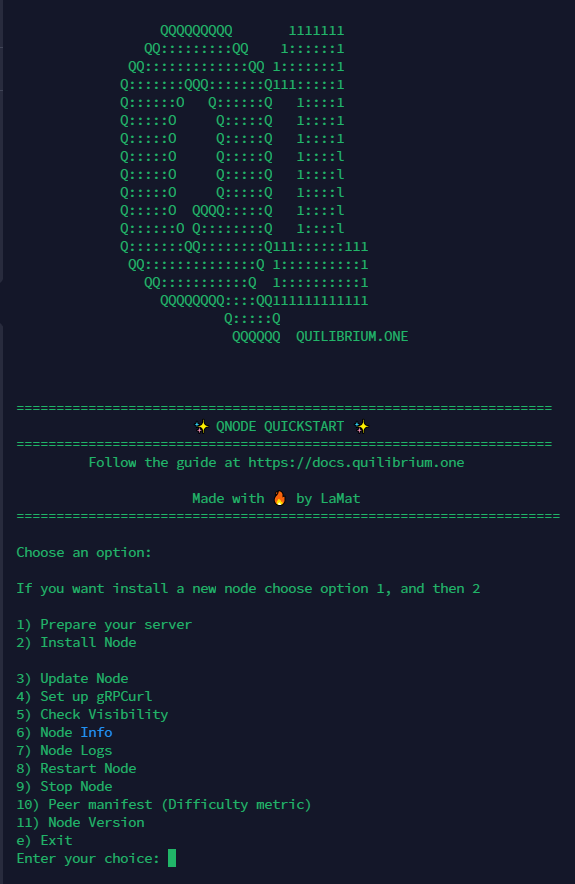 QQQQQQQQQ       1111111
QQ:::::::::QQ    1::::::1
QQ:::::::::::::QQ 1:::::::1
Q:::::::QQQ:::::::Q111:::::1
Q::::::O   Q::::::Q   1::::1
Q:::::O     Q:::::Q   1::::1
Q:::::O     Q:::::Q   1::::1
Q:::::O     Q:::::Q   1::::l
Q:::::O     Q:::::Q   1::::l
Q:::::O     Q:::::Q   1::::l
Q:::::O  QQQQ:::::Q   1::::l
Q::::::O Q::::::::Q   1::::l
Q:::::::QQ::::::::Q111::::::111
QQ::::::::::::::Q 1::::::::::1
QQ:::::::::::Q  1::::::::::1
QQQQQQQQ::::QQ111111111111
Q:::::Q
QQQQQQ  QUILIBRIUM.ONE
===================================================================
✨ QNODE QUICKSTART ✨
===================================================================
Follow the guide at https://docs.quilibrium.one
Made with 🔥 by LaMat
====================================================================
Choose an option:
If you want install a new node choose option 1, and then 2
1) Prepare your server
2) Install Node
3) Update Node
4) Set up gRPCurl
5) Check Visibility
6) Node Info
7) Node Logs
8) Restart Node
9) Stop Node
10) Peer manifest (Difficulty metric)
11) Node Version
e) Exit
Enter your choice: